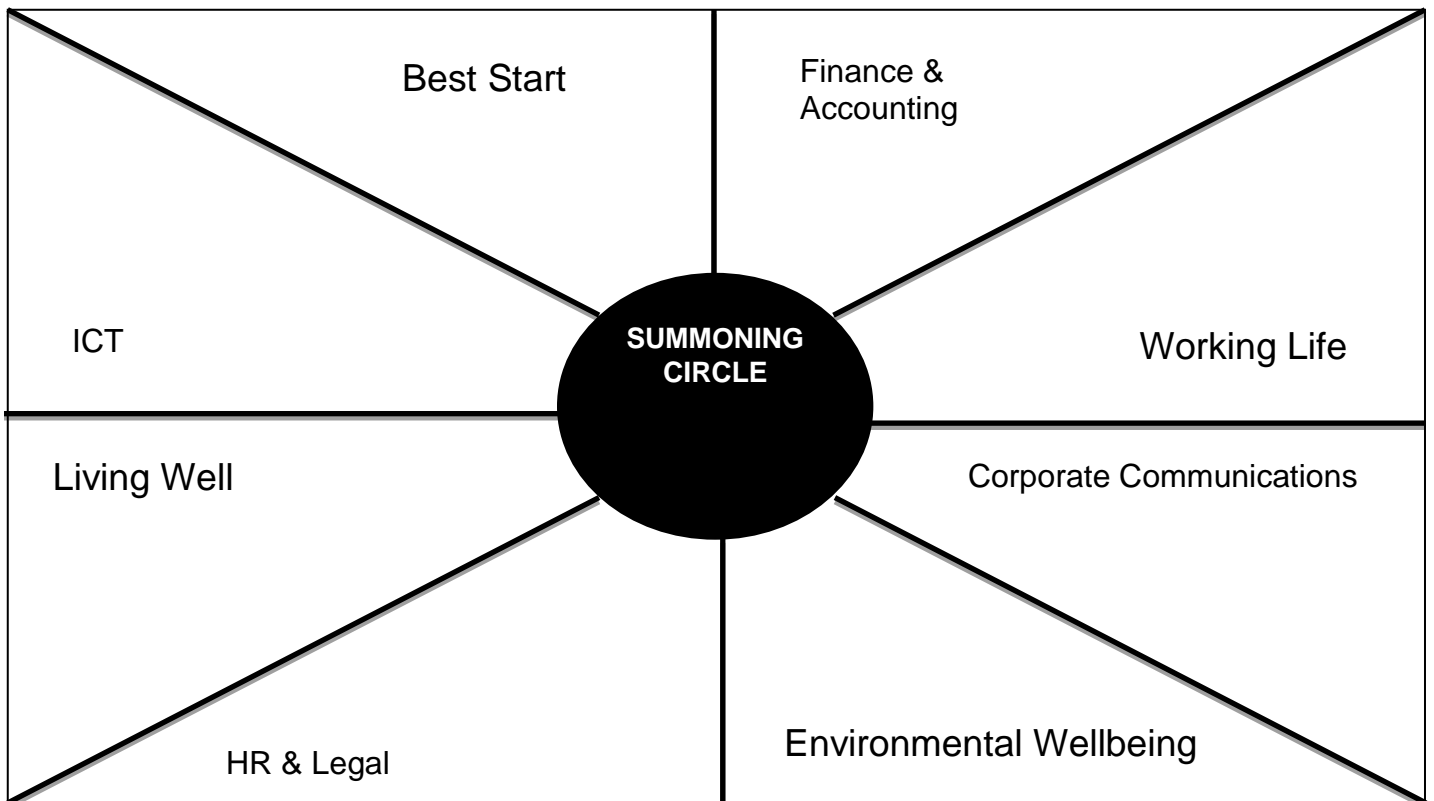 Best Start
Finance &
Accounting
SUMMONING
CIRCLE
ICT
Working Life
Living Well
Corporate Communications
HR & Legal
Environmental Wellbeing